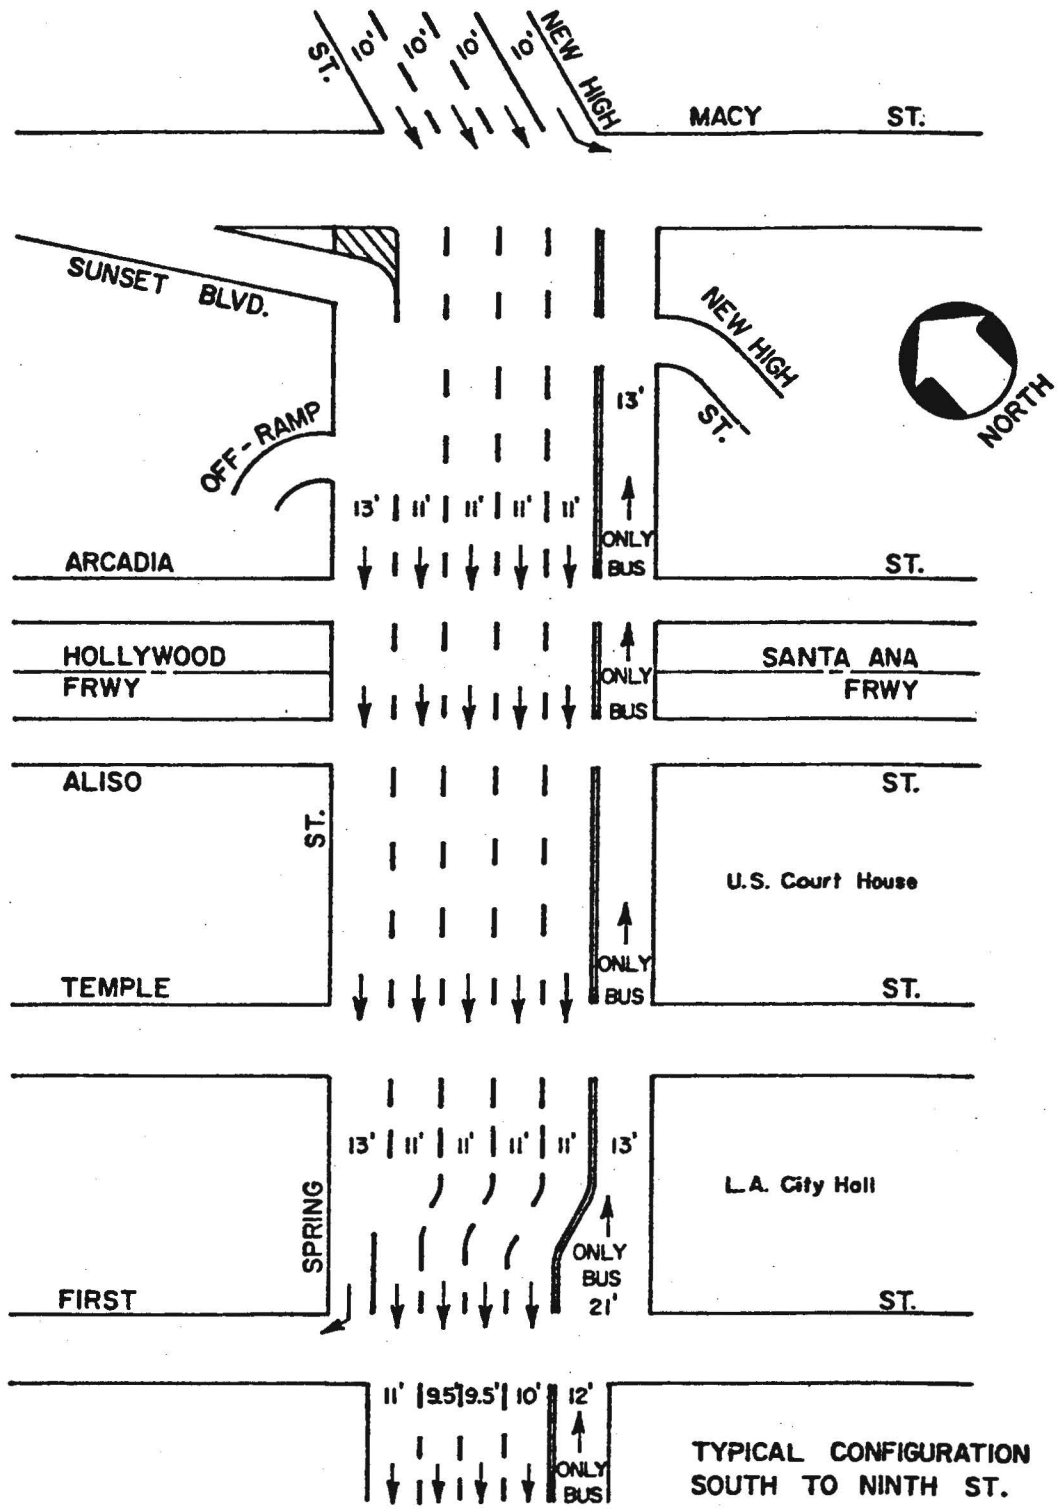 ST.
10'
10'
10'
10'
NEW HIGH
MACY ST.
SUNSET BLVD.
NEW HIGH
ST.
NORTH
OFF-RAMP
13'
13' 11' 11' 11' 11'
ONLY
BUS
ARCADIA ST.
HOLLYWOOD
FRWY
SANTA ANA
FRWY
ONLY
BUS
ALISO ST.
ST.
U.S. Court House
ONLY
BUS
TEMPLE ST.
13' 11' 11' 11' 11' 13'
L.A. City Hall
SPRING
ONLY
BUS
21'
FIRST ST.
11' 9.5' 9.5' 10' 12'
ONLY
BUS
TYPICAL CONFIGURATION
SOUTH TO NINTH ST.